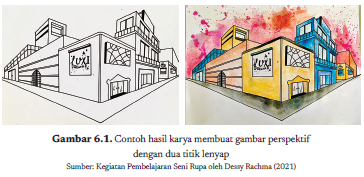 Gambar 6.1. Contoh hasil karya membuat gambar perspektif
dengan dua titik lenyap
Sumber: Kegiatan Pembelajaran Seni Rupa oleh Dessy Rachma (2021)